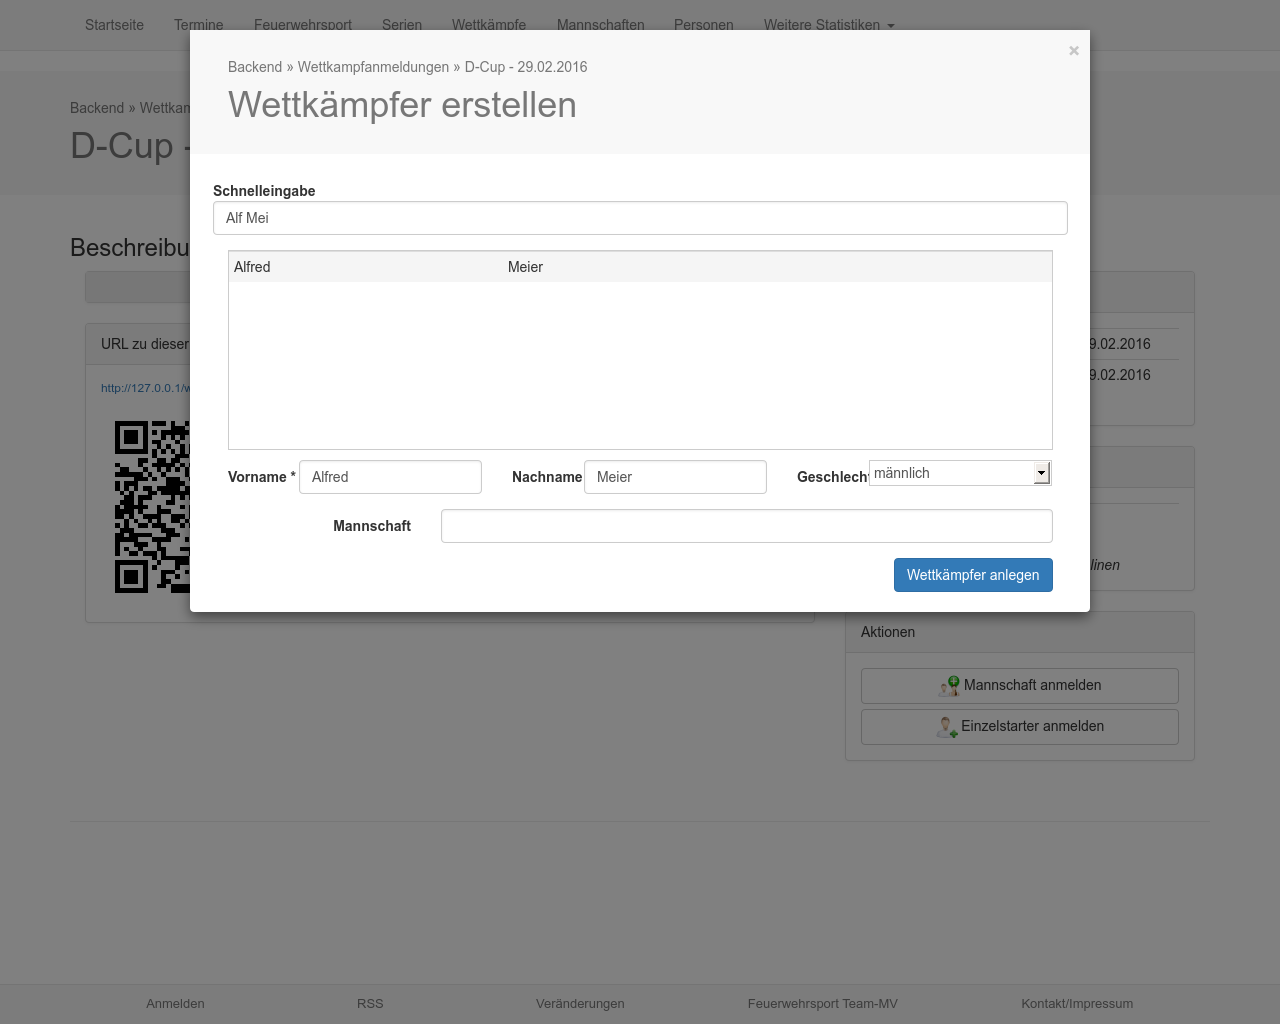 Startseite Termine Feuerwehrsport Serien Wettkämpfe Mannschaften Personen Weitere Statistiken
×
Backend » Wettkampfanmeldungen » D-Cup - 29.02.2016
Wettkämpfer erstellen
Backend » Wettkam
D-Cup -
Schnelleingabe
Alf Mei
Beschreibu
Alfred Meier
URL zu dieser
9.02.2016
9.02.2016
http://127.0.0.1/w
Vorname * Alfred Nachname Meier Geschlecht männlich
Mannschaft
linen
Wettkämpfer anlegen
Aktionen
Mannschaft anmelden
Einzelstarter anmelden
Anmelden RSS Veränderungen Feuerwehrsport Team-MV Kontakt/Impressum